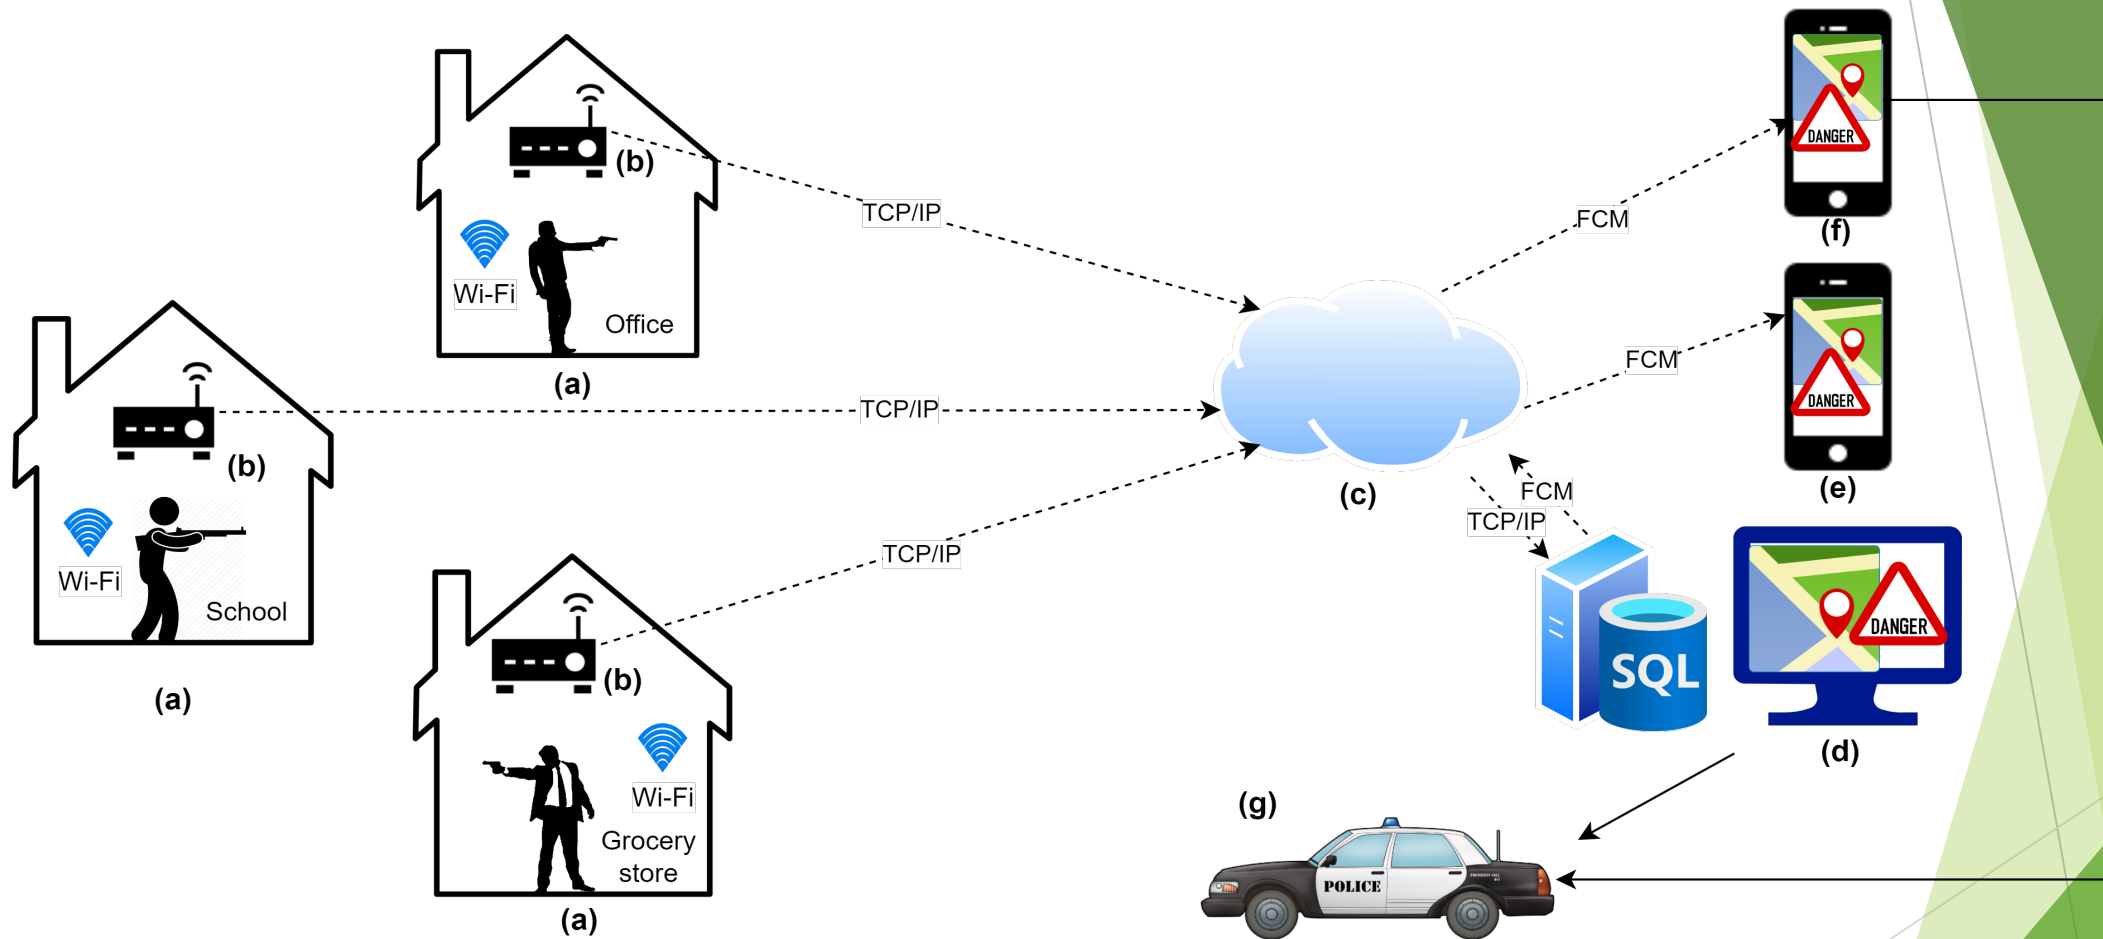 (b)
TCP/IP
Wi-Fi
Office
(a)
(b)
TCP/IP
Wi-Fi
School
(a)
(b)
TCP/IP
Wi-Fi
Grocery
store
(a)
(c)
FCM
DANGER
(f)
FCM
DANGER
(e)
FCM
TCP/IP
SQL
DANGER
(d)
(g)
POLICE